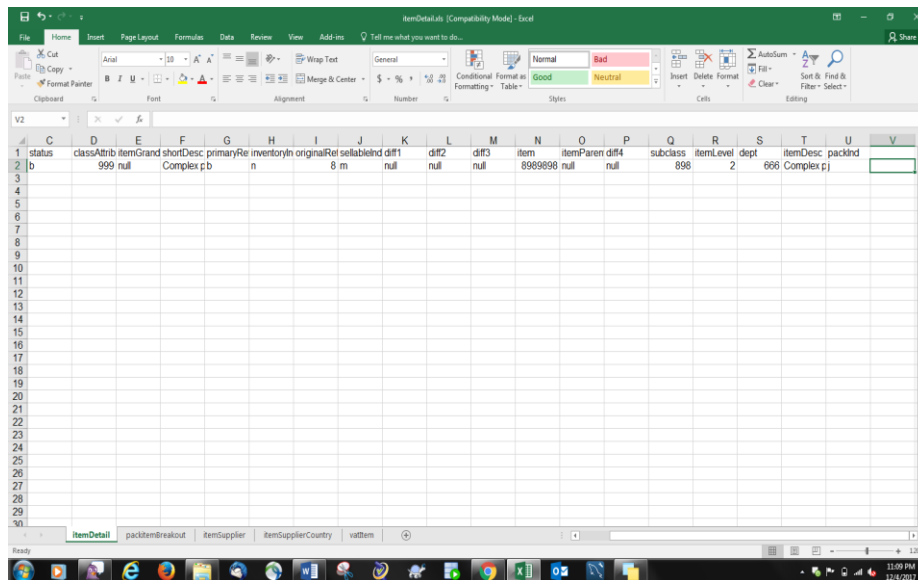 itemDetail.xls [Compatibility Mode] - Excel
File Home Insert Page Layout Formulas Data Review View Add-ins Tell me what you want to do... Share
Cut
Copy
Format Painter
Paste
Arial 10
General
Wrap Text
Merge & Center
Conditional Formatting
Format as Table
Normal Bad
Good Neutral
Insert Delete Format
AutoSum
Fill
Clear
Sort & Filter
Find & Select
Clipboard Font Alignment Number Styles Cells Editing
V2 fx
C D E F G H I J K L M N O P Q R S T U V
1 status classAttrib itemGrand shortDesc primaryRe inventoryIn originalRet sellableInd diff1 diff2 diff3 item itemParen diff4 subclass itemLevel dept itemDesc packInd
2 b 999 null Complex p b n 8 m null null null 8989898 null null 898 2 666 Complex p j
3
4
5
6
7
8
9
10
11
12
13
14
15
16
17
18
19
20
21
22
23
24
25
26
27
28
29
30
itemDetail packitemBreakout itemSupplier itemSupplierCountry vatItem
Ready
11:09 PM